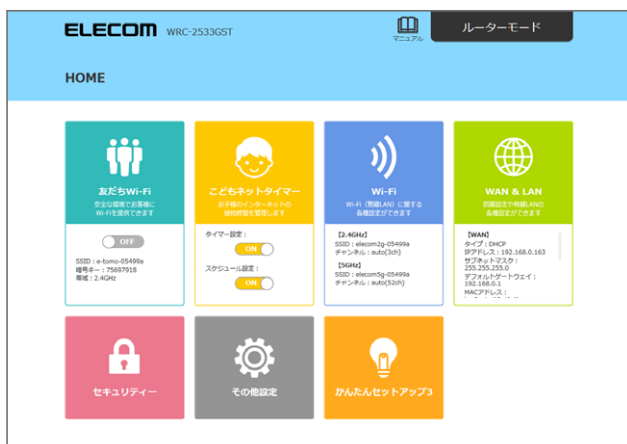 ELECOM WRC-2533GST
マニュアル
ルーターモード
HOME
友だちWi-Fi
安全な環境でお客様に
Wi-Fiを提供できます
OFF
SSID : e-tomo-05499a
暗号キー : 75697918
帯域 : 2.4GHz
こどもネットタイマー
お子様のインターネットの
接続時間を管理します
タイマー設定 :
ON
スケジュール設定 :
ON
Wi-Fi
Wi-Fi (無線LAN) に関する
各種設定ができます
【2.4GHz】
SSID : elecom2g-05499a
チャンネル : auto(3ch)
【5GHz】
SSID : elecom5g-05499a
チャンネル : auto(52ch)
WAN & LAN
各種設定ができます
【WAN】
タイプ : DHCP
IPアドレス : 192.168.0.163
サブネットマスク :
255.255.255.0
デフォルトゲートウェイ :
192.168.0.1
MACアドレス :
セキュリティー
その他設定
かんたんセットアップ3